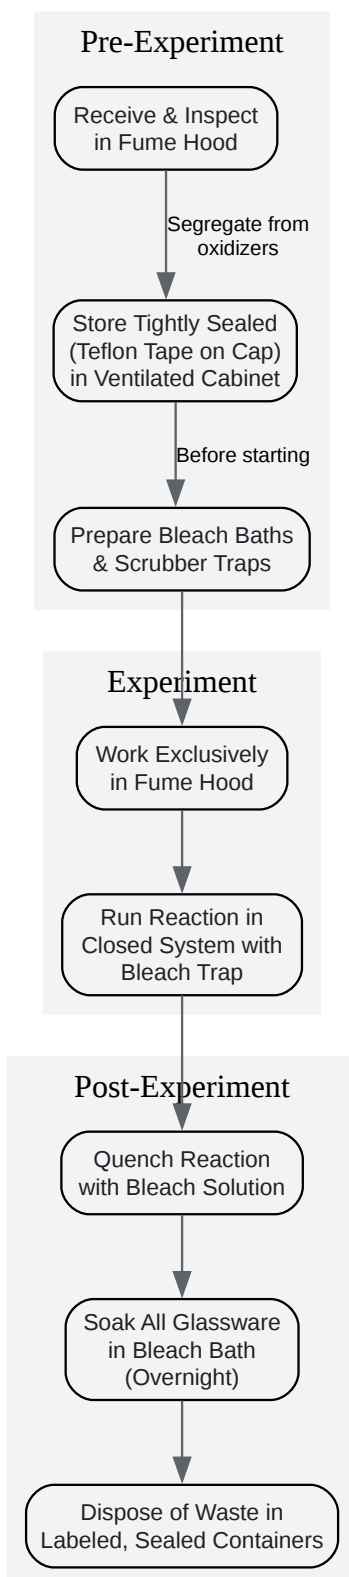 Pre-Experiment
Receive & Inspect
in Fume Hood
Segregate from
oxidizers
Store Tightly Sealed
(Teflon Tape on Cap)
in Ventilated Cabinet
Before starting
Prepare Bleach Baths
& Scrubber Traps
Experiment
Work Exclusively
in Fume Hood
Run Reaction in
Closed System with
Bleach Trap
Post-Experiment
Quench Reaction
with Bleach Solution
Soak All Glassware
in Bleach Bath
(Overnight)
Dispose of Waste in
Labeled, Sealed Containers